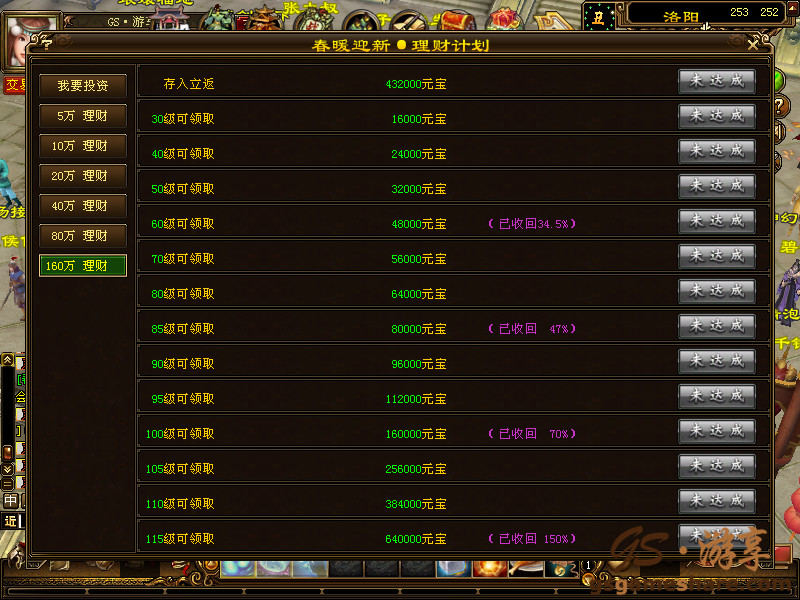 GS·游
洛阳
253 252
春暖迎新●理财计划
交易
我要投资
5万 理财
10万 理财
20万 理财
40万 理财
80万 理财
160万 理财
存入立返 432000元宝 未达成
30级可领取 16000元宝 未达成
40级可领取 24000元宝 未达成
50级可领取 32000元宝 未达成
60级可领取 48000元宝 (已收回34.5%) 未达成
70级可领取 56000元宝 未达成
80级可领取 64000元宝 未达成
85级可领取 80000元宝 (已收回 47%) 未达成
90级可领取 96000元宝 未达成
95级可领取 112000元宝 未达成
100级可领取 160000元宝 (已收回 70%) 未达成
105级可领取 256000元宝 未达成
110级可领取 384000元宝 未达成
115级可领取 640000元宝 (已收回 150%) 未达成
近
GS·游享